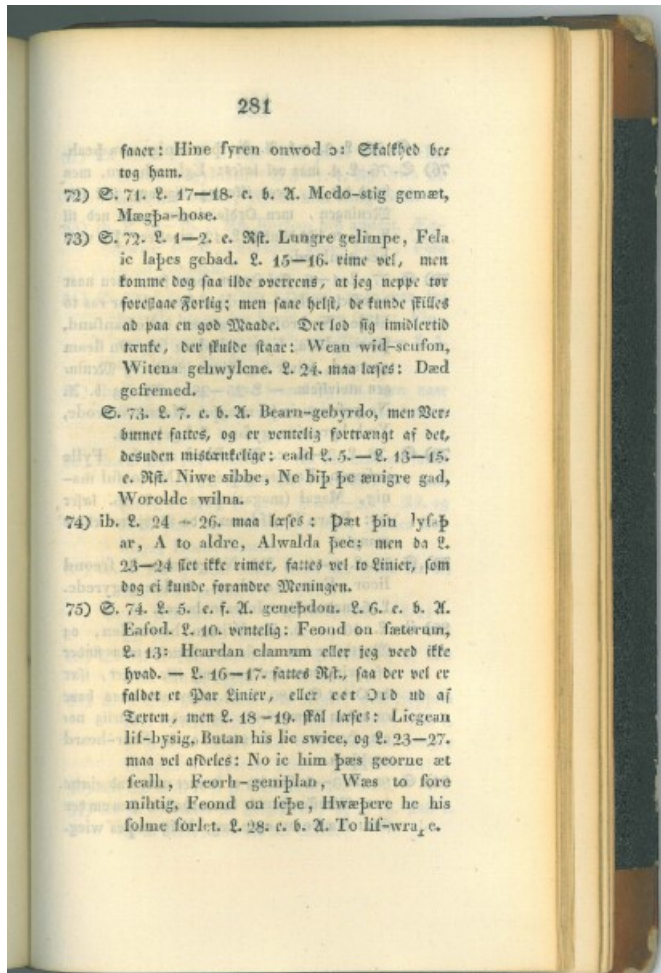 281
faaer: Hine fyren onwod ɔ: Skalkhed be-
tog ham.
72) S. 71. L. 17—18. e. b. A. Medo-stig gemæt,
Mægþa-hose.
73) S. 72. L. 1—2. e. Rst. Lungre gelimpe, Fela
ic laþes gebad. L. 15—16. rime vel, men
komme dog saa ilde overeens, at jeg neppe tør
foreslaae Forlig; men saae helst, de kunde skilles
ad paa en god Maade. Det lod sig imidlertid
tænke, der skulde staae: Wean wid-scufon,
Witena gehwylcne. L. 24. maa læses: Dæd
gefremed.
S. 73. L. 7. e. b. A. Bearn-gebyrdo, men Ver-
bumet fattes, og er ventelig fortrængt af det,
desuden mistænkelige: eald L. 5. — L. 13—15.
e. Rst. Niwe sibbe, Ne biþ þe ænigre gad,
Worolde wilna.
74) ib. L. 24 — 26. maa læses: Þæt þin lyfaþ
ar, A to aldre, Alwalda þec; men da L.
23—24 slet ikke rimer, fattes vel to Linier, som
dog ei kunde forandre Meningen.
75) S. 74. L. 5. e. f. A. geneþdon. L. 6. e. b. A.
Eafod. L. 10. ventelig: Feond on fæterum,
L. 13: Heardan clamum eller jeg veed ikke
hvad. — L. 16—17. fattes Rst., saa der vel er
faldet et Par Linier, eller eet Ord ud af
Texten, men L. 18—19. skal læses: Licgean
lif-bysig, Butan his lic swice, og L. 23—27.
maa vel afdeles: No ic him þæs georne æt
fealh, Feorh-geniþlan, Wæs to fore
mihtig, Feond on feþe, Hwæþere he his
folme forlet. L. 28. e. b. A. To lif-wraþe.